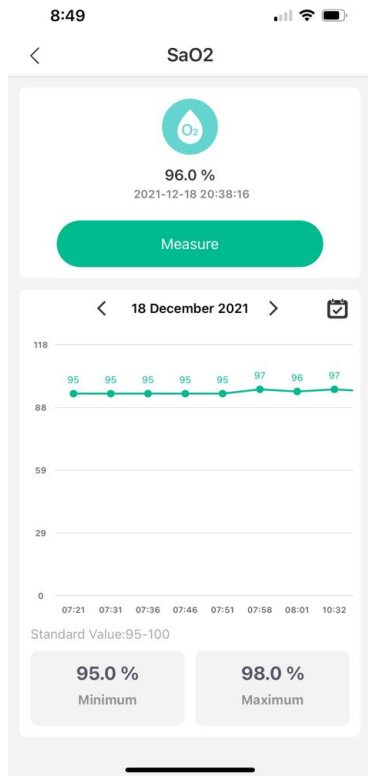 8:49
SaO2
O2
96.0 %
2021-12-18 20:38:16
Measure
18 December 2021
118
95 95 95 95 95 97 96 97
88
59
29
0
07:21 07:31 07:36 07:46 07:51 07:58 08:01 10:32
Standard Value:95-100
95.0 % 98.0 %
Minimum Maximum